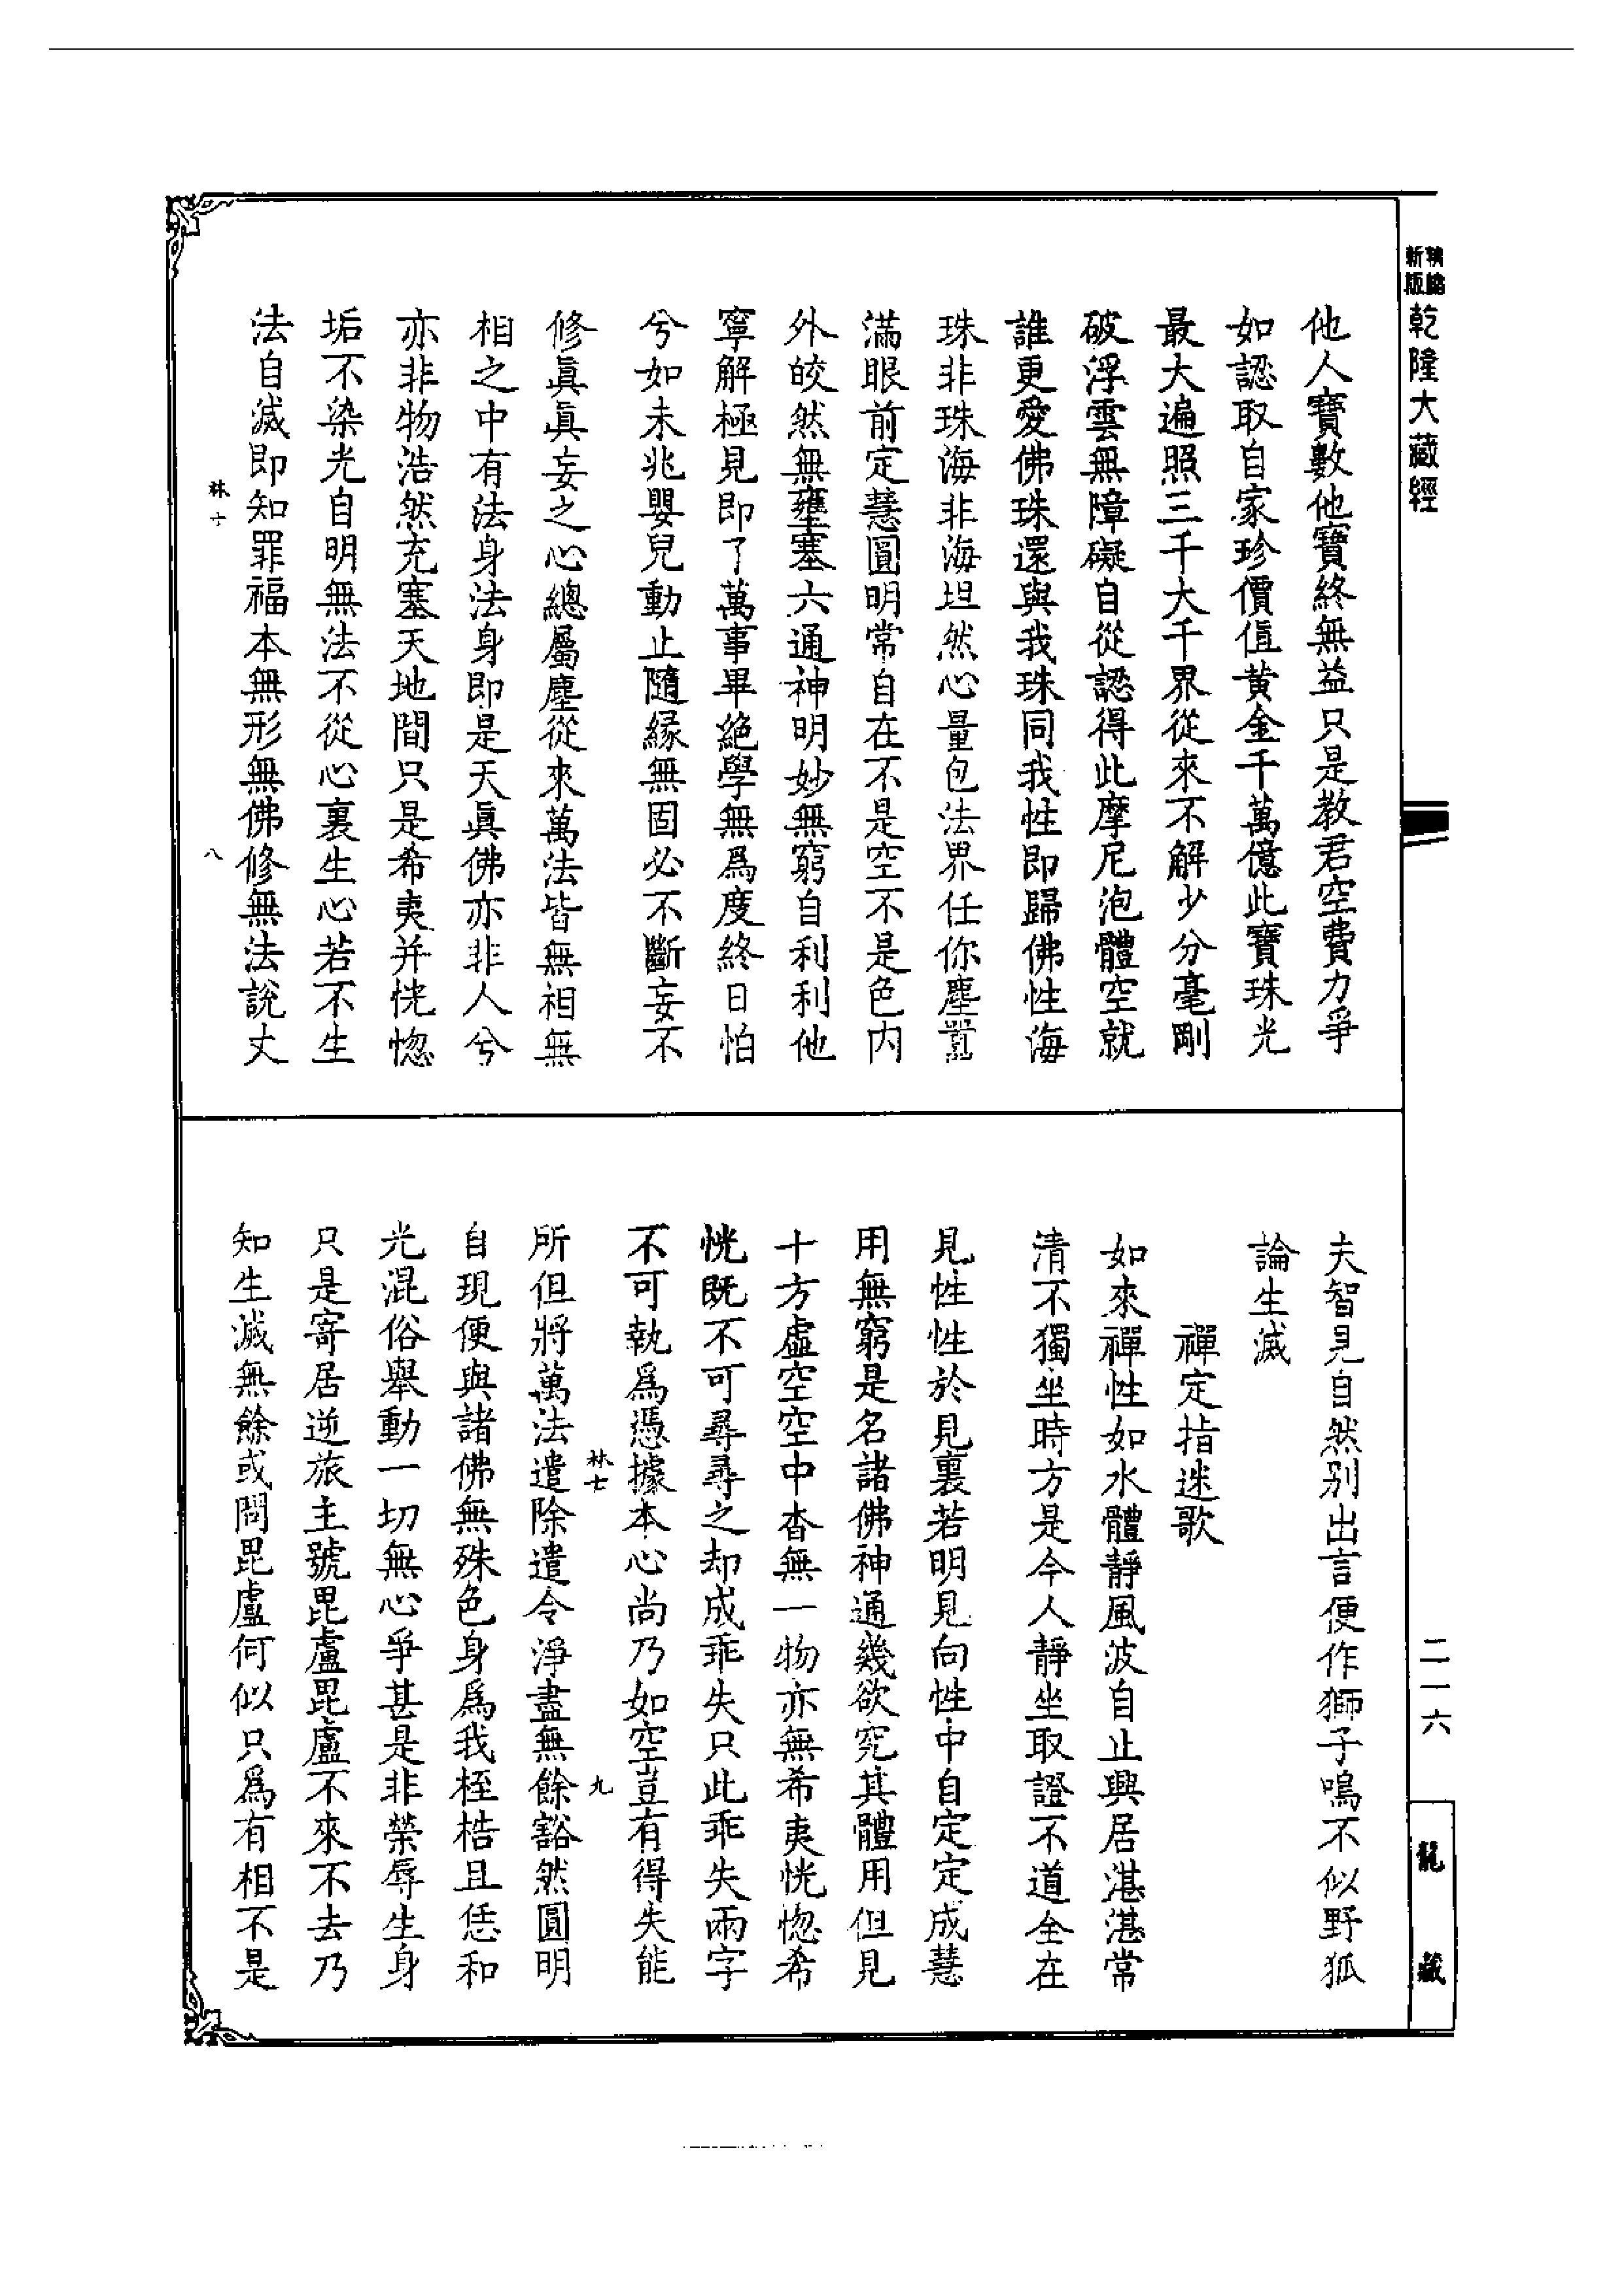 新版
精縮
乾隆大藏經
他人寶數他寶終無益只是教君空費力爭
如認取自家珍價值黃金千萬億此寶珠光
最大遍照三千大千界從來不解少分毫剛
破浮雲無障礙自從認得此摩尼泡體空就
誰更愛佛珠還與我珠同我性即歸佛性海
珠非珠海非海坦然心量包法界任你塵囂
滿眼前定慧圓明常自在不是空不是色內
外皎然無壅塞六通神明妙無窮自利利他
寧解極見即了萬事畢絕學無爲度終日怕
兮如未兆嬰兒動止隨緣無固必不斷妄不
修眞眞妄之心總屬塵從來萬法皆無相無
相之中有法身法身即是天眞佛亦非人兮
亦非物浩然充塞天地間只是希夷并恍惚
垢不染光自明無法不從心裏生心若不生
法自滅即知罪福本無形無佛修無法說丈
林十
八
夫智見自然别出言便作獅子鳴不似野狐
論生滅
禪定指迷歌
如來禪性如水體靜風波自止興居湛湛常
清不獨坐時方是今人靜坐取證不道全在
見性性於見裏若明見向性中自定定成慧
用無窮是名諸佛神通幾欲究其體用但見
十方虛空空中杳無一物亦無希夷恍惚希
恍既不可尋尋之却成乖失只此乖失兩字
不可執爲憑據本心尚乃如空豈有得失能
林十
九
所但將萬法遣除遣令淨盡無餘豁然圓明
自現便與諸佛無殊色身爲我桎梏且恁和
光混俗舉動一切無心爭甚是非榮辱生身
只是寄居逆旅主號毘盧毘盧不來不去乃
知生滅無餘或問毘盧何似只爲有相不是
二一六
龍藏